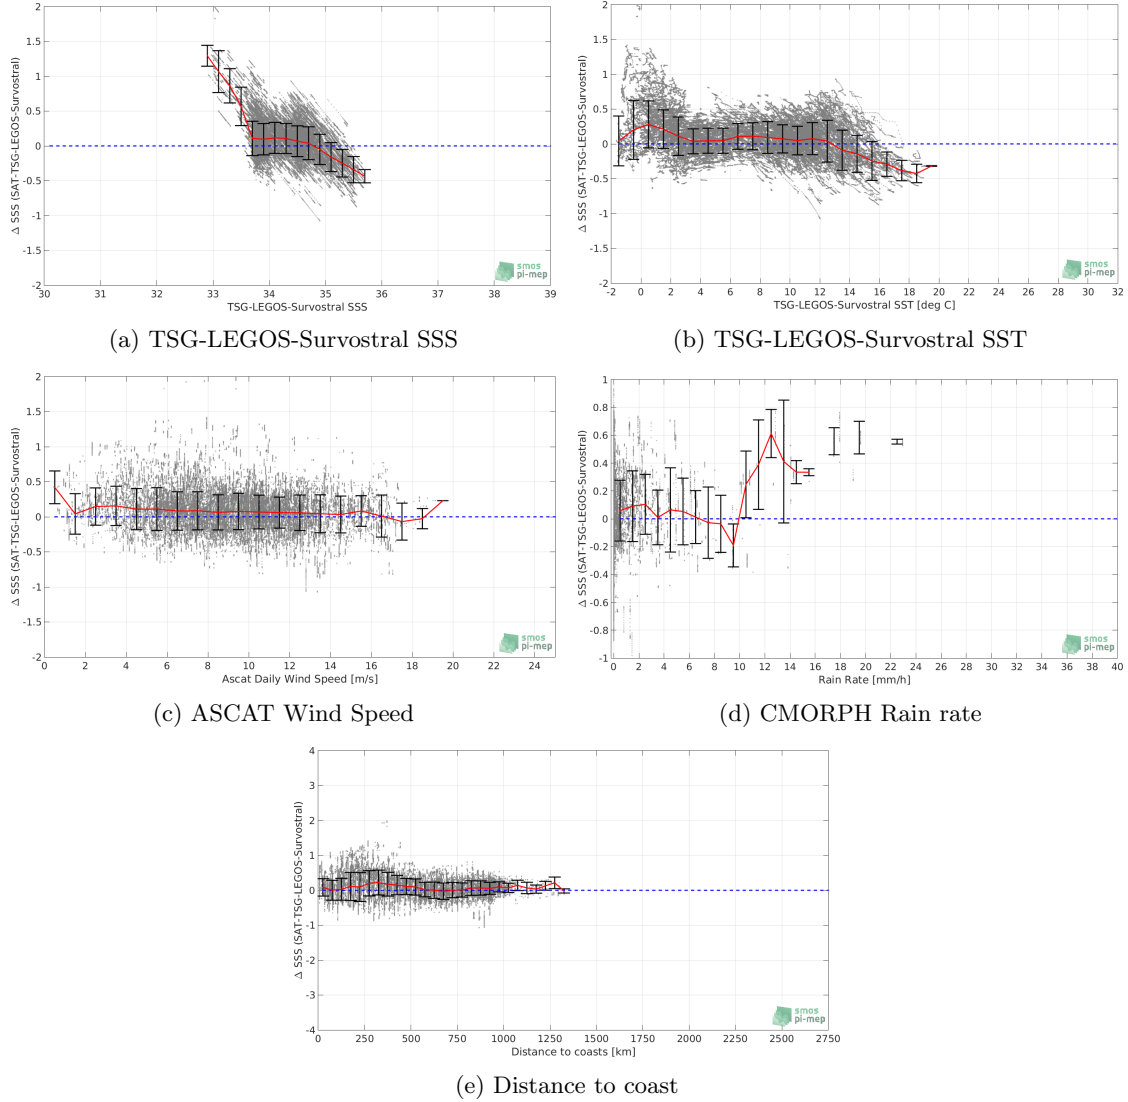 2
1.5
1
0.5
0
-0.5
-1
-1.5
-2
Δ SSS (SAT-TSG-LEGOS-Survostral)
30 31 32 33 34 35 36 37 38 39
TSG-LEGOS-Survostral SSS
smos
pi-mep
(a) TSG-LEGOS-Survostral SSS
2
1.5
1
0.5
0
-0.5
-1
-1.5
-2
Δ SSS (SAT-TSG-LEGOS-Survostral)
-2 0 2 4 6 8 10 12 14 16 18 20 22 24 26 28 30 32
TSG-LEGOS-Survostral SST [deg C]
smos
pi-mep
(b) TSG-LEGOS-Survostral SST
2
1.5
1
0.5
0
-0.5
-1
-1.5
-2
Δ SSS (SAT-TSG-LEGOS-Survostral)
0 2 4 6 8 10 12 14 16 18 20 22 24
Ascat Daily Wind Speed [m/s]
smos
pi-mep
(c) ASCAT Wind Speed
1
0.8
0.6
0.4
0.2
0
-0.2
-0.4
-0.6
-0.8
-1
Δ SSS (SAT-TSG-LEGOS-Survostral)
0 2 4 6 8 10 12 14 16 18 20 22 24 26 28 30 32 34 36 38 40
Rain Rate [mm/h]
smos
pi-mep
(d) CMORPH Rain rate
4
3
2
1
0
-1
-2
-3
-4
Δ SSS (SAT-TSG-LEGOS-Survostral)
0 250 500 750 1000 1250 1500 1750 2000 2250 2500 2750
Distance to coasts [km]
smos
pi-mep
(e) Distance to coast